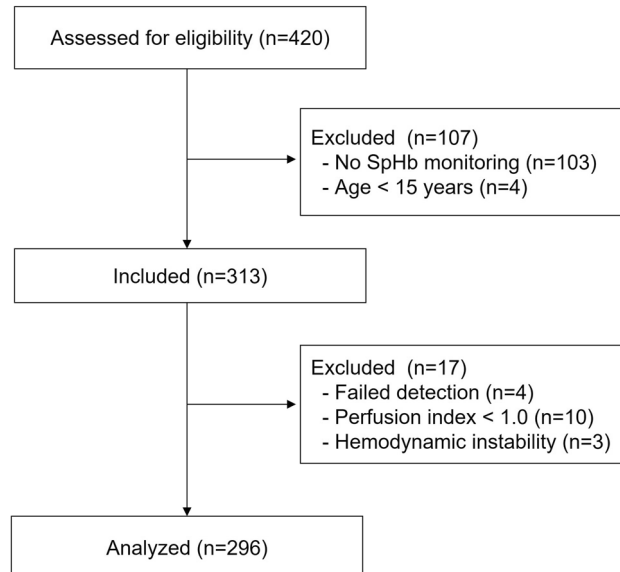 Assessed for eligibility (n=420)
Excluded (n=107)
- No SpHb monitoring (n=103)
- Age < 15 years (n=4)
Included (n=313)
Excluded (n=17)
- Failed detection (n=4)
- Perfusion index < 1.0 (n=10)
- Hemodynamic instability (n=3)
Analyzed (n=296)